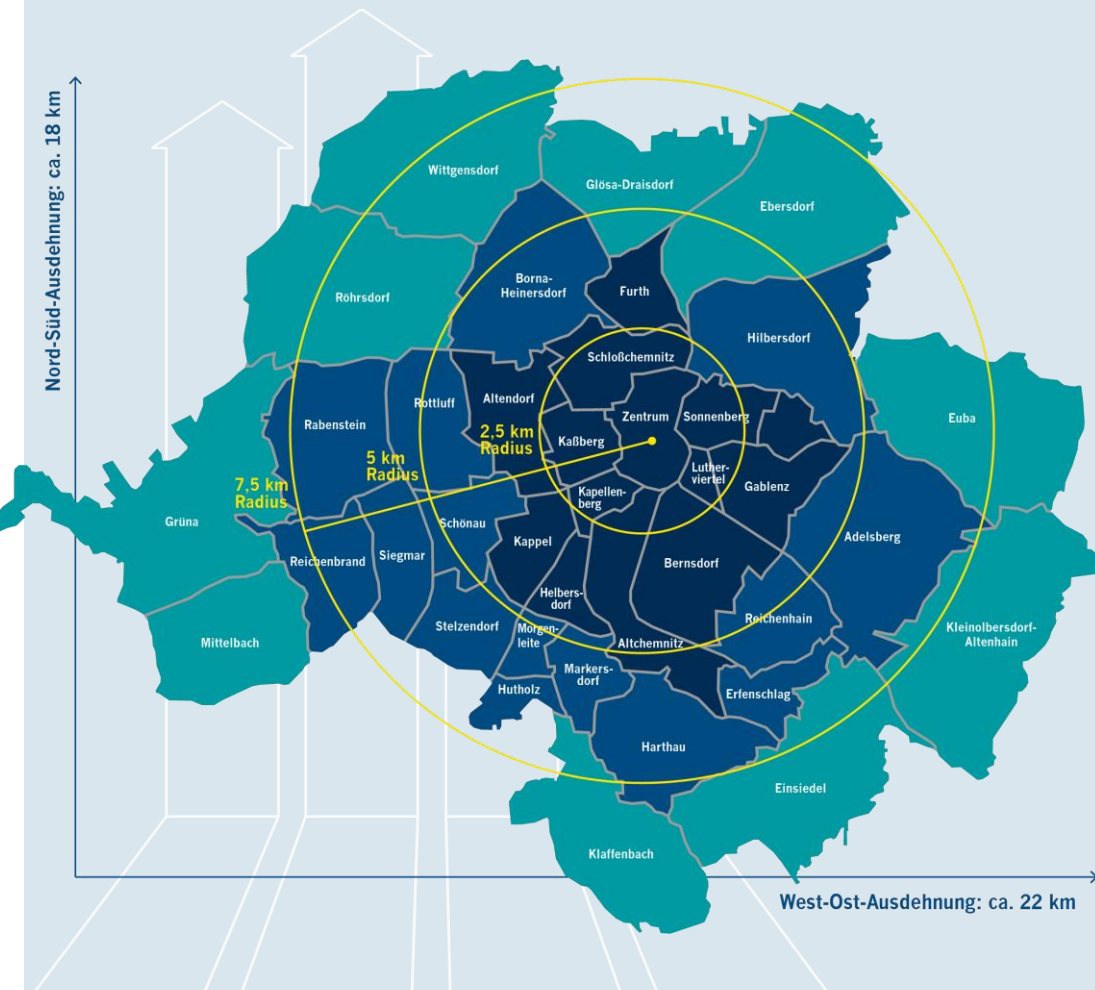 Nord-Süd-Ausdehnung: ca. 18 km
Wittgensdorf
Glösa-Draisdorf
Ebersdorf
Röhrsdorf
Borna-
Heinersdorf
Furth
Hilbersdorf
Schloßchemnitz
Rabenstein
Rottluff
Altendorf
Zentrum
Sonnenberg
Euba
2,5 km
Radius
Kaßberg
5 km
Radius
Luther-
viertel
Gablenz
7,5 km
Radius
Kapellen-
berg
Grüna
Schönau
Adelsberg
Kappel
Reichenbrand
Siegmar
Bernsdorf
Helbers-
dorf
Reichenhain
Stelzendorf
Morgen-
leite
Kleinolbersdorf-
Altenhain
Mittelbach
Altchemnitz
Markers-
dorf
Hutholz
Erfenschlag
Harthau
Einsiedel
Klaffenbach
West-Ost-Ausdehnung: ca. 22 km